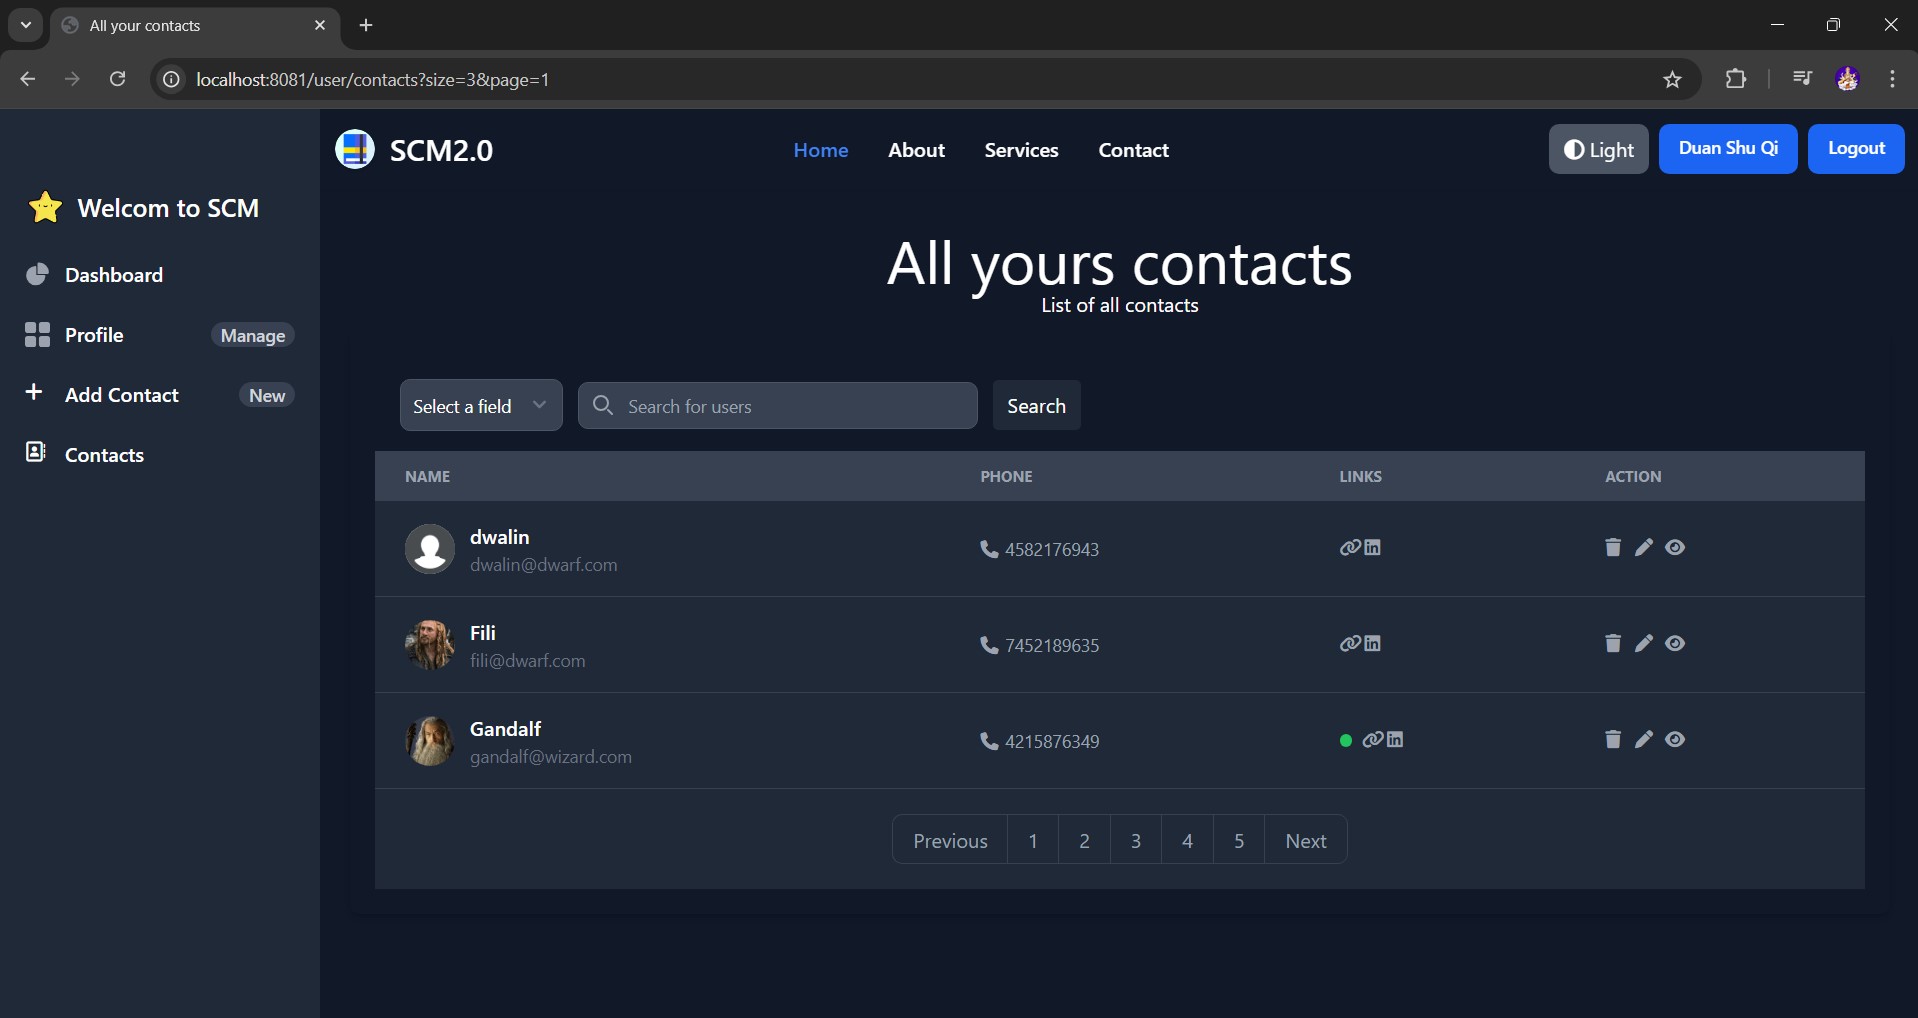 All your contacts
localhost:8081/user/contacts?size=3&page=1
SCM2.0
Home About Services Contact
Light Duan Shu Qi Logout
Welcom to SCM
Dashboard
Profile Manage
Add Contact New
Contacts
All yours contacts
List of all contacts
Select a field Search for users Search
NAME PHONE LINKS ACTION
dwalin
dwalin@dwarf.com
4582176943
in
Fili
fili@dwarf.com
7452189635
in
Gandalf
gandalf@wizard.com
4215876349
in
Previous 1 2 3 4 5 Next